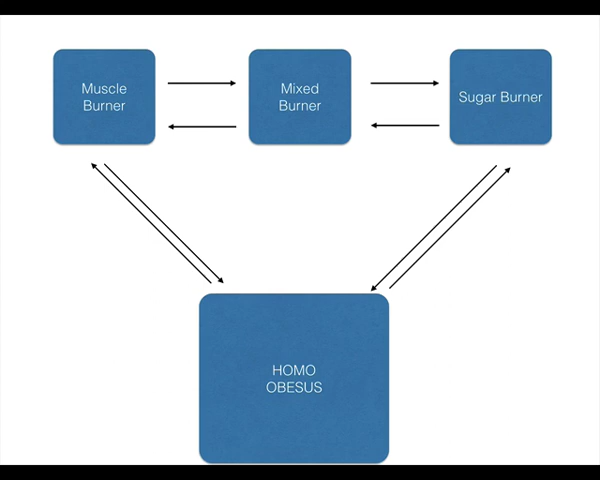 Muscle
Burner
Mixed
Burner
Sugar Burner
HOMO
OBESUS